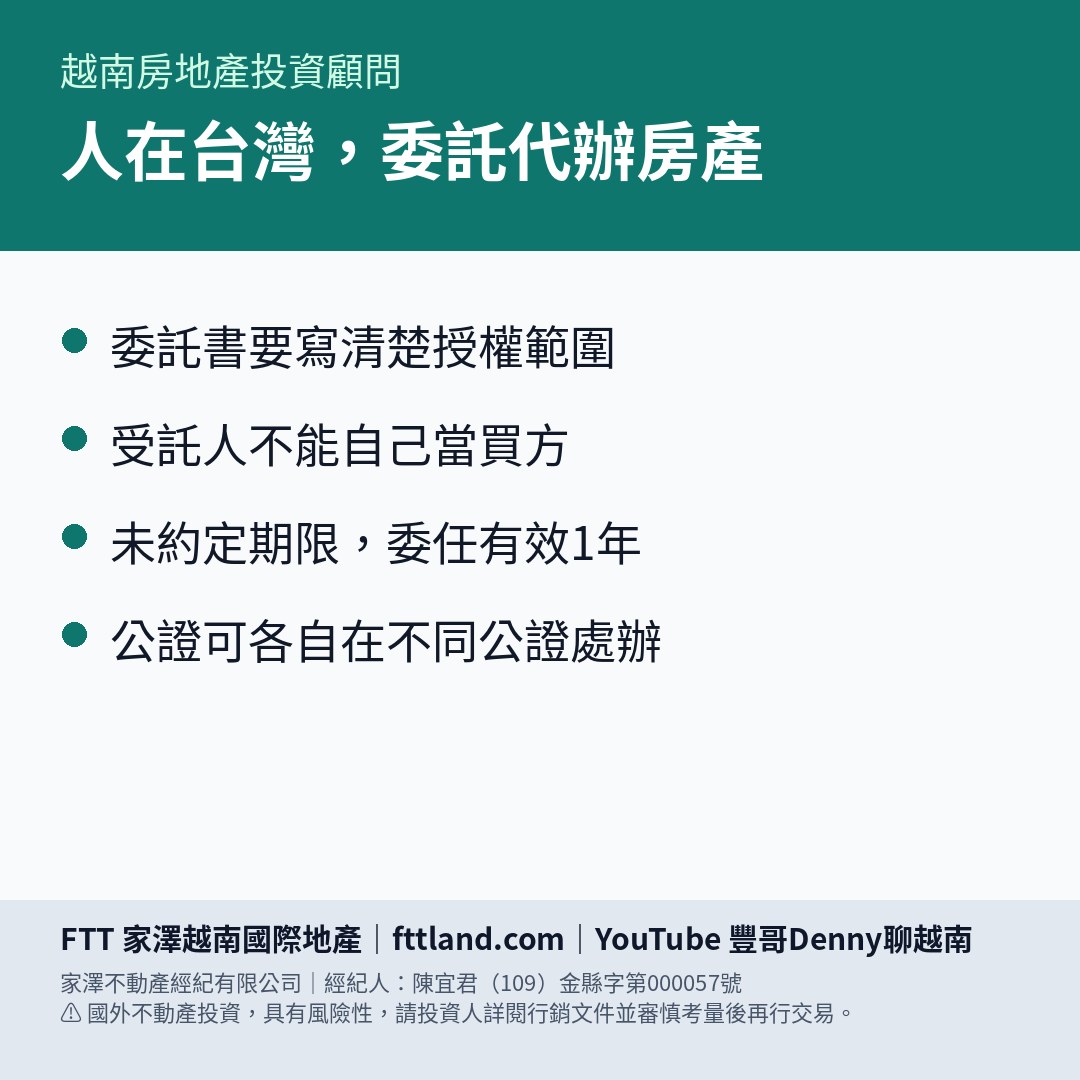 越南房地產投資顧問
人在台灣，委託代辦房產
委託書要寫清楚授權範圍
受託人不能自己當買方
未約定期限，委任有效1年
公證可各自在不同公證處辦
FTT 家澤越南國際地產｜fttland.com｜YouTube 豐哥Denny聊越南
家澤不動產經紀有限公司｜經紀人：陳宜君（109）金縣字第000057號
⚠ 國外不動產投資，具有風險性，請投資人詳閱行銷文件並審慎考量後再行交易。